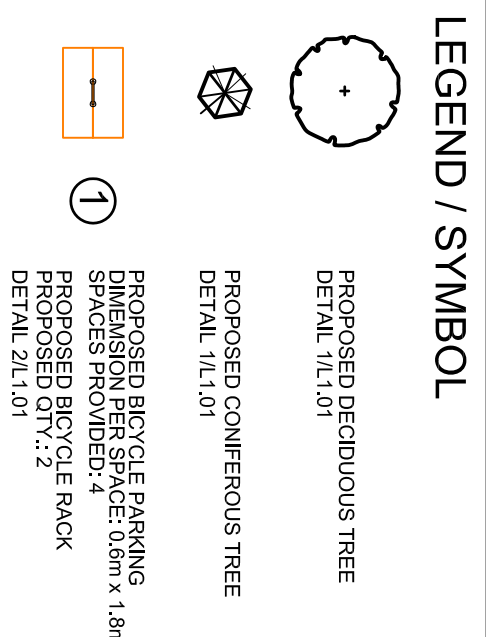 LEGEND / SYMBOL
PROPOSED DECIDUOUS TREE
DETAIL 1/L1.01
PROPOSED CONIFEROUS TREE
DETAIL 1/L1.01
1
PROPOSED BICYCLE PARKING
DIMEMSION PER SPACE: 0.6m x 1.8m
SPACES PROVIDED: 4
PROPOSED BICYCLE RACK
PROPOSED QTY.: 2
DETAIL 2/L1.01